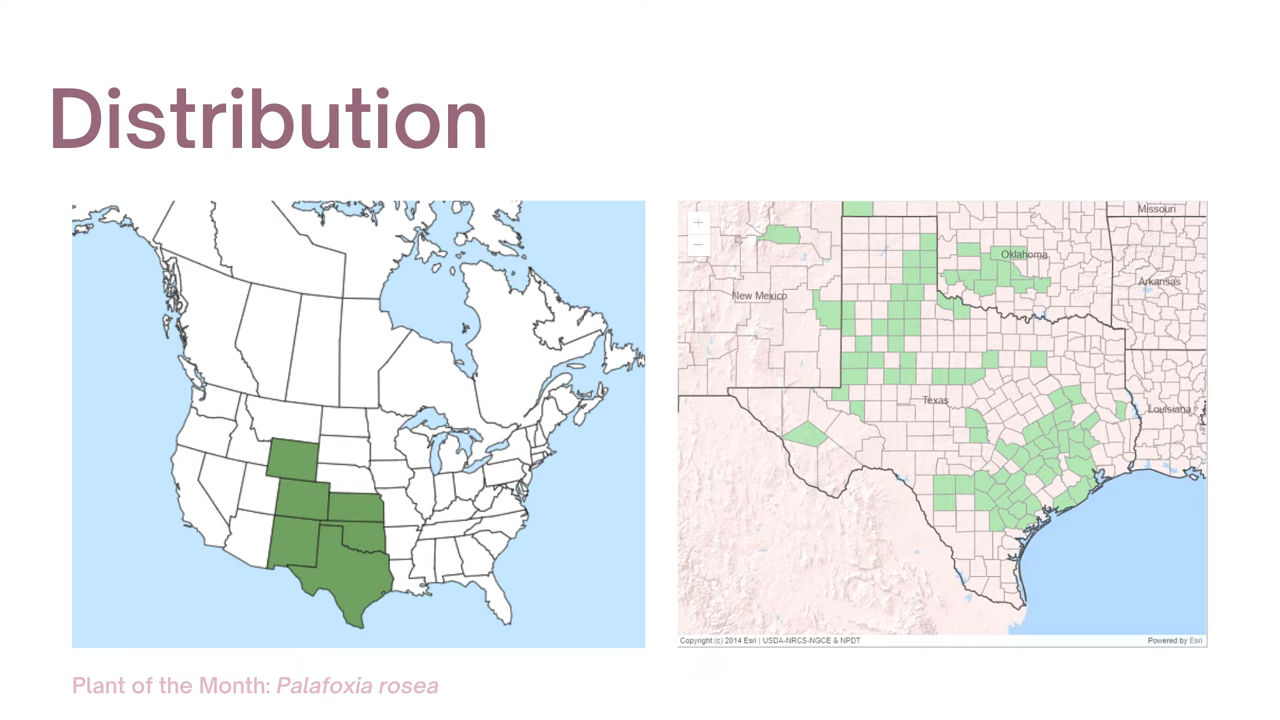 Distribution
Missouri
Oklahoma
New Mexico
Arkansas
Texas
Louisiana
Copyright (c) 2014 Esri | USDA-NRCS-NGCE & NPDT
Powered by Esri
Plant of the Month: Palafoxia rosea